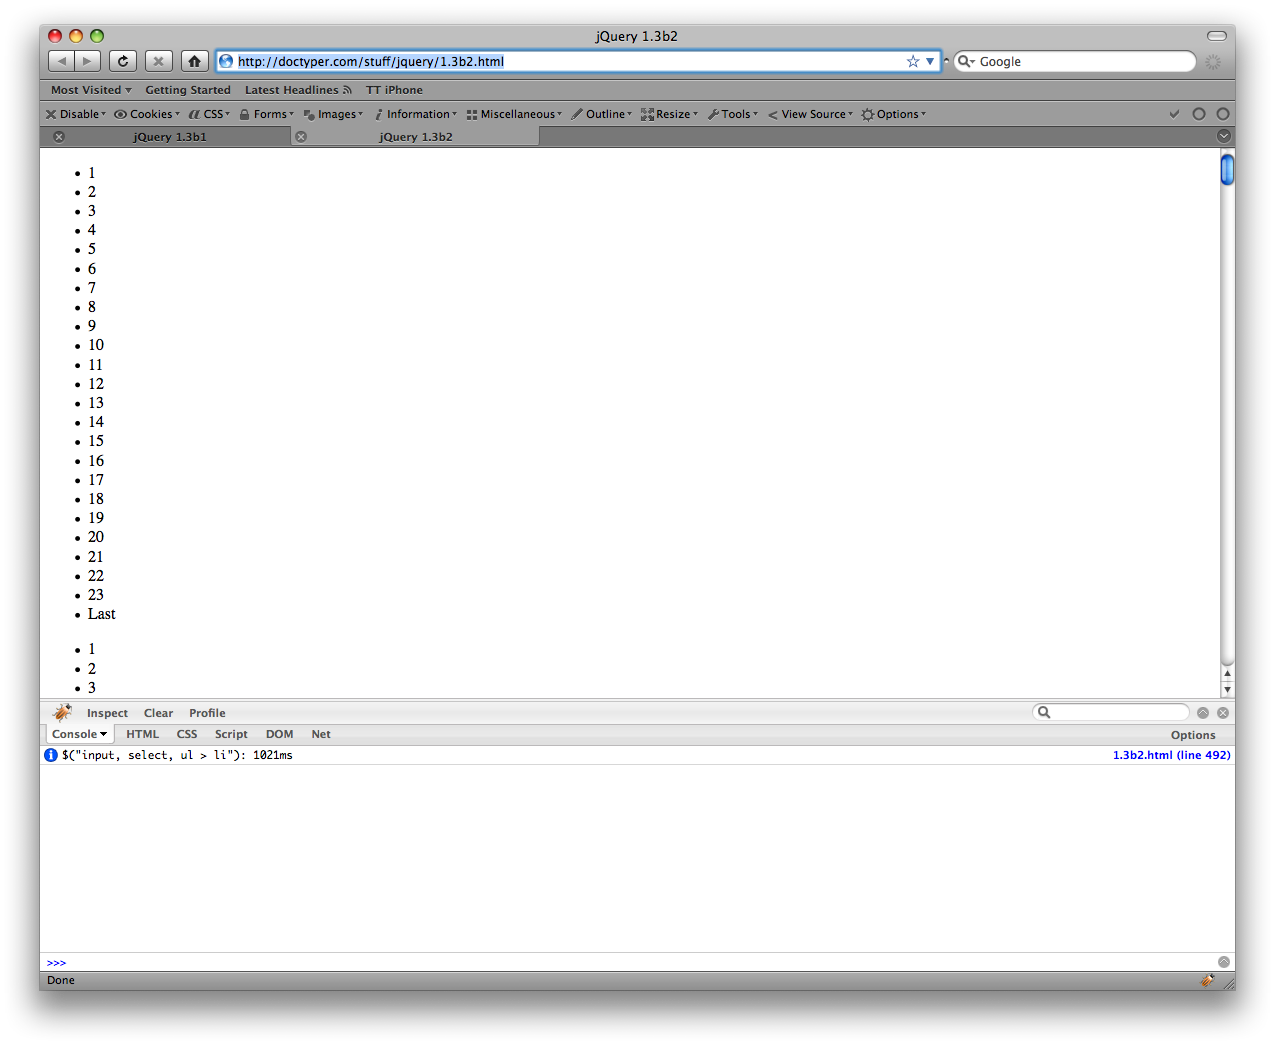 jQuery 1.3b2
http://doctyper.com/stuff/jquery/1.3b2.html
Google
Most Visited Getting Started Latest Headlines TT iPhone
Disable Cookies CSS Forms Images Information Miscellaneous Outline Resize Tools View Source Options
jQuery 1.3b1 jQuery 1.3b2
• 1
• 2
• 3
• 4
• 5
• 6
• 7
• 8
• 9
• 10
• 11
• 12
• 13
• 14
• 15
• 16
• 17
• 18
• 19
• 20
• 21
• 22
• 23
• Last
• 1
• 2
• 3
Inspect Clear Profile
Console HTML CSS Script DOM Net Options
$("input, select, ul > li"): 1021ms 1.3b2.html (line 492)
>>>
Done